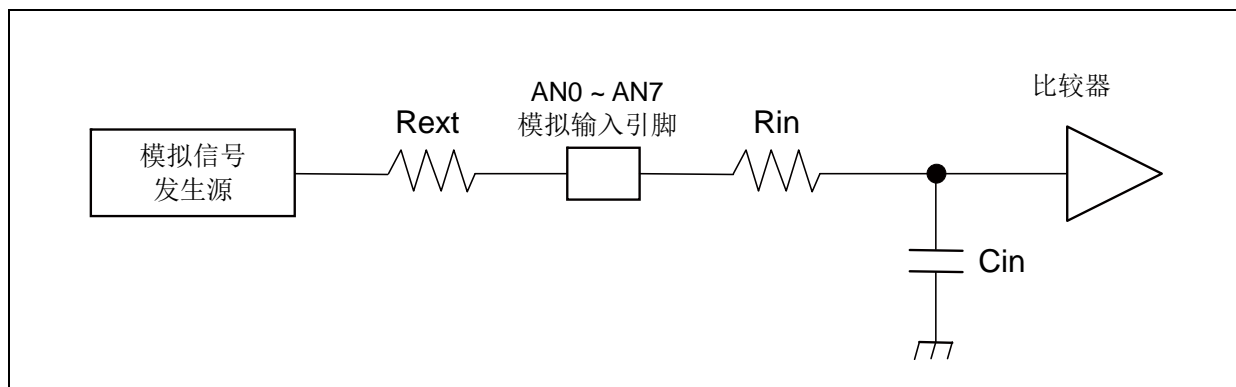 模拟信号
发生源
Rext
AN0 ~ AN7
模拟输入引脚
Rin
比较器
Cin